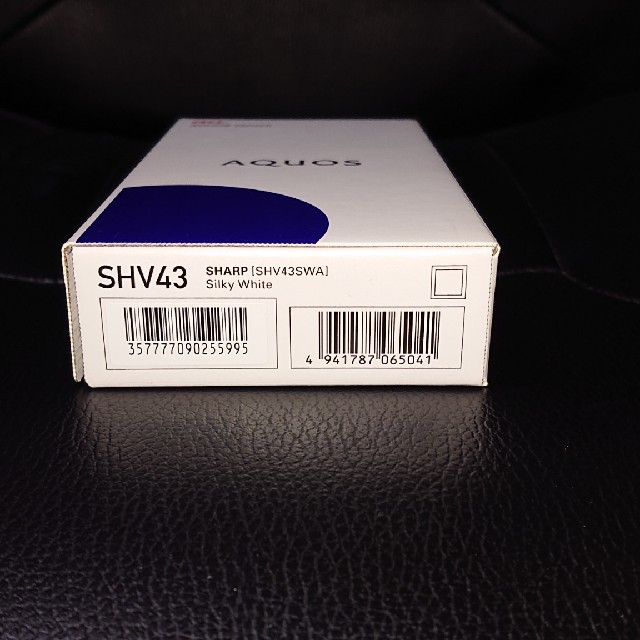 AQUOS
SHV43 SHARP [SHV43SWA]
Silky White
357777090255995
4 941787 065041